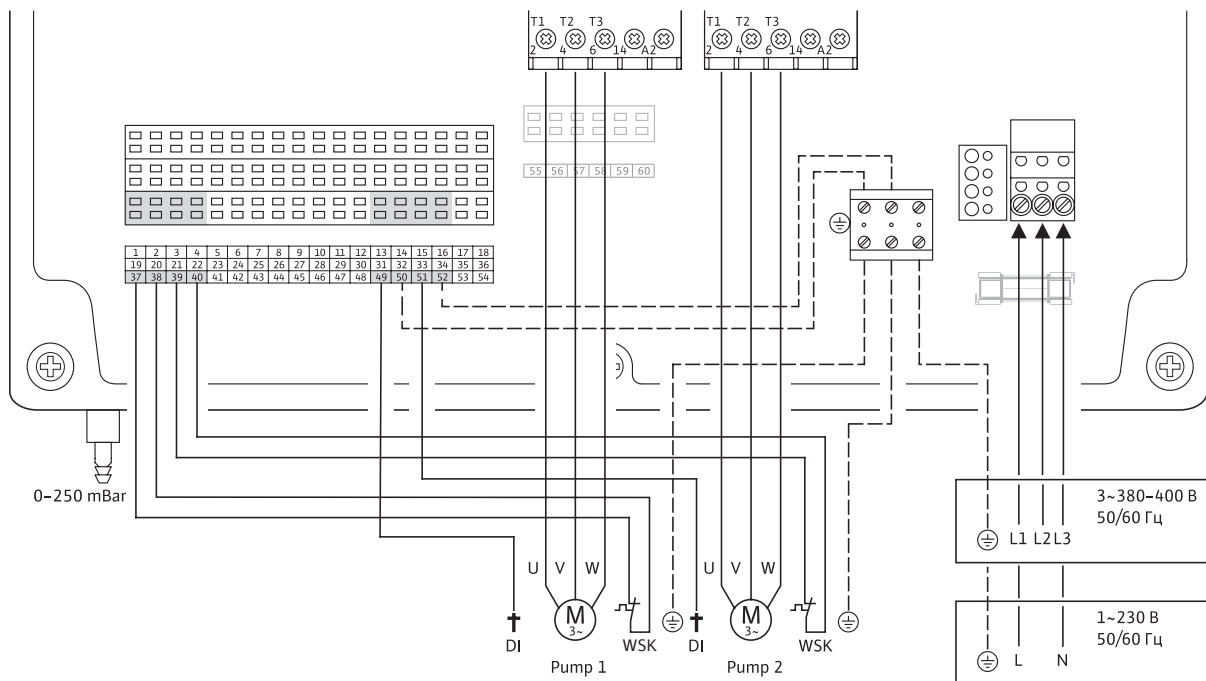 T1 T2 T3
2 4 6 14 A2
T1 T2 T3
2 4 6 14 A2
55 56 57 58 59 60
1 2 3 4 5 6 7 8 9 10 11 12 13 14 15 16 17 18
19 20 21 22 23 24 25 26 27 28 29 30 31 32 33 34 35 36
37 38 39 40 41 42 43 44 45 46 47 48 49 50 51 52 53 54
0–250 mBar
3~380–400 В
50/60 Гц
L1 L2 L3
U V W
U V W
M
3~
M
3~
DI
WSK
DI
WSK
Pump 1
Pump 2
1~230 В
50/60 Гц
L N